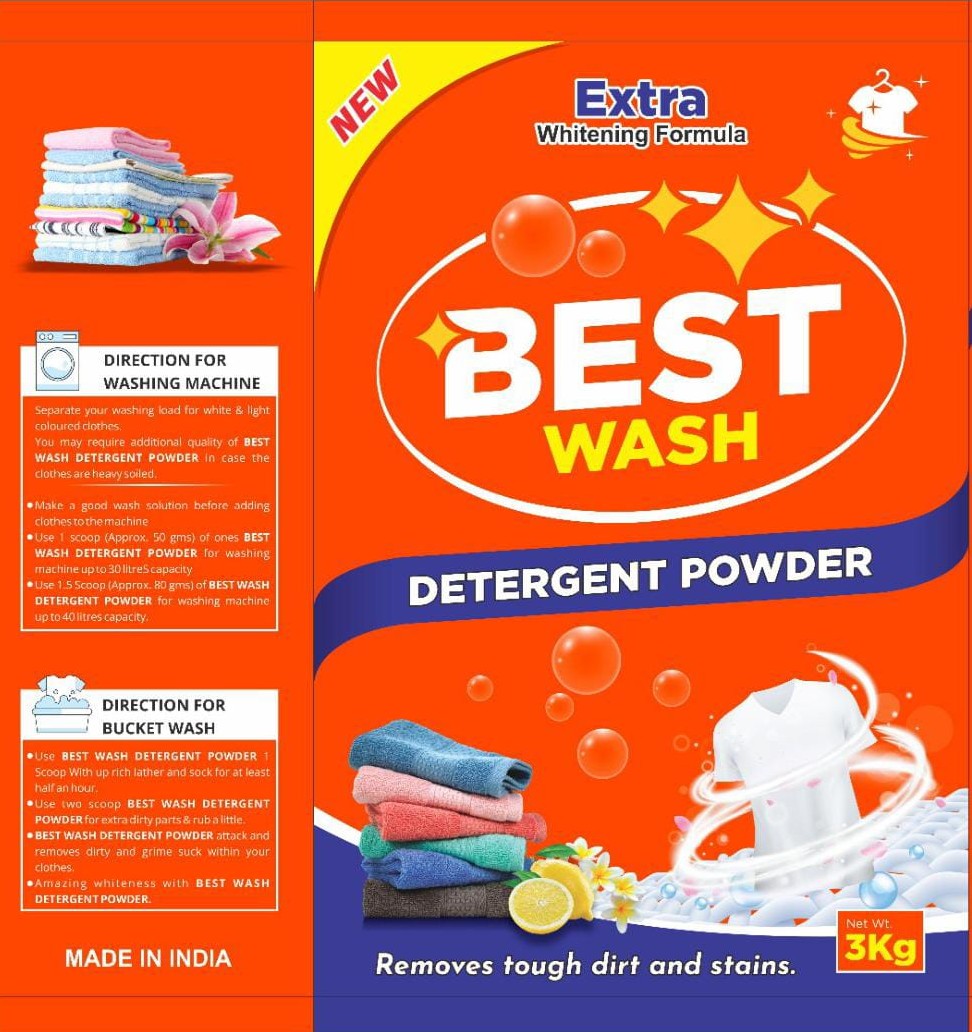 DIRECTION FOR
WASHING MACHINE
Separate your washing load for white & light
coloured clothes.
You may require additional quality of BEST
WASH DETERGENT POWDER in case the
clothes are heavy soiled.
Make a good wash solution before adding
clothes to the machine
Use 1 scoop (Approx. 50 gms) of ones BEST
WASH DETERGENT POWDER for washing
machine up to 30 litreS capacity
Use 1.5 Scoop (Approx. 80 gms) of BEST WASH
DETERGENT POWDER for washing machine
up to 40 litres capacity.
DIRECTION FOR
BUCKET WASH
Use BEST WASH DETERGENT POWDER 1
Scoop With up rich lather and sock for at least
half an hour.
Use two scoop BEST WASH DETERGENT
POWDER for extra dirty parts & rub a little.
BEST WASH DETERGENT POWDER attack and
removes dirty and grime suck within your
clothes.
Amazing whiteness with BEST WASH
DETERGENT POWDER.
MADE IN INDIA
NEW
Extra
Whitening Formula
BEST
WASH
DETERGENT POWDER
Removes tough dirt and stains.
Net Wt.
3Kg